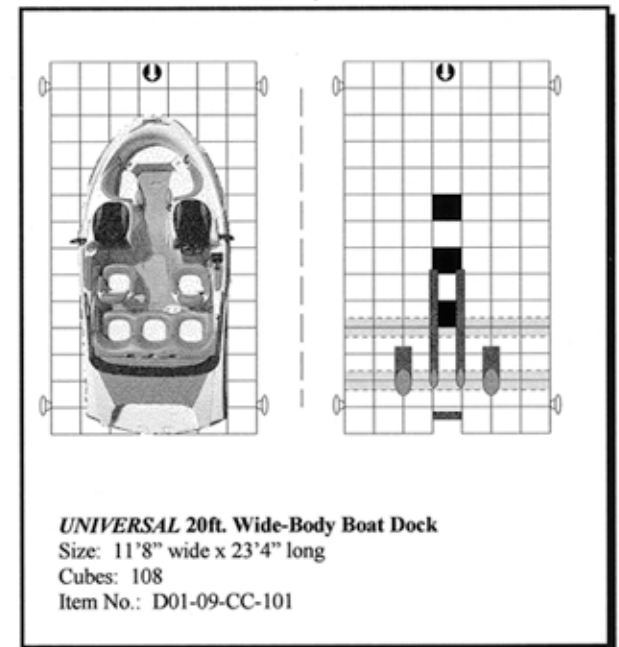 UNIVERSAL 20ft. Wide-Body Boat Dock
Size: 11’8” wide x 23’4” long
Cubes: 108
Item No.: D01-09-CC-101